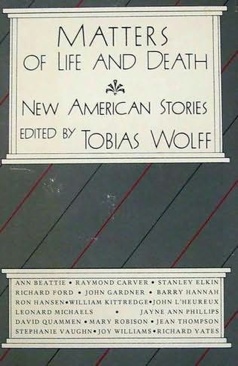 MATTERS
OF LIFE AND DEATH
NEW AMERICAN STORIES
EDITED BY TOBIAS WOLFF
ANN BEATTIE • RAYMOND CARVER • STANLEY ELKIN
RICHARD FORD • JOHN GARDNER • BARRY HANNAH
RON HANSEN•WILLIAM KITTREDGE•JOHN L'HEUREUX
LEONARD MICHAELS • JAYNE ANN PHILLIPS
DAVID QUAMMEN •MARY ROBISON • JEAN THOMPSON
STEPHANIE VAUGHN•JOY WILLIAMS•RICHARD YATES